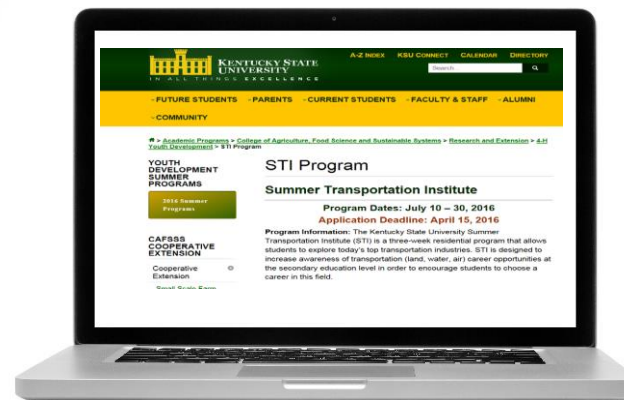 A-Z INDEX KSU CONNECT CALENDAR DIRECTORY
KENTUCKY STATE
UNIVERSITY
Search
IN ALL THINGS EXCELLENCE
FUTURE STUDENTS PARENTS CURRENT STUDENTS FACULTY & STAFF ALUMNI
COMMUNITY
> Academic Programs > College of Agriculture, Food Science and Sustainable Systems > Research and Extension > 4-H
Youth Development > STI Program
YOUTH
DEVELOPMENT
SUMMER
PROGRAMS
2016 Summer
Programs
CAFSSS
COOPERATIVE
EXTENSION
Cooperative
Extension
Small Scale Farm
STI Program
Summer Transportation Institute
Program Dates: July 10 – 30, 2016
Application Deadline: April 15, 2016
Program Information: The Kentucky State University Summer
Transportation Institute (STI) is a three-week residential program that allows
students to explore today's top transportation industries. STI is designed to
increase awareness of transportation (land, water, air) career opportunities at
the secondary education level in order to encourage students to choose a
career in this field.